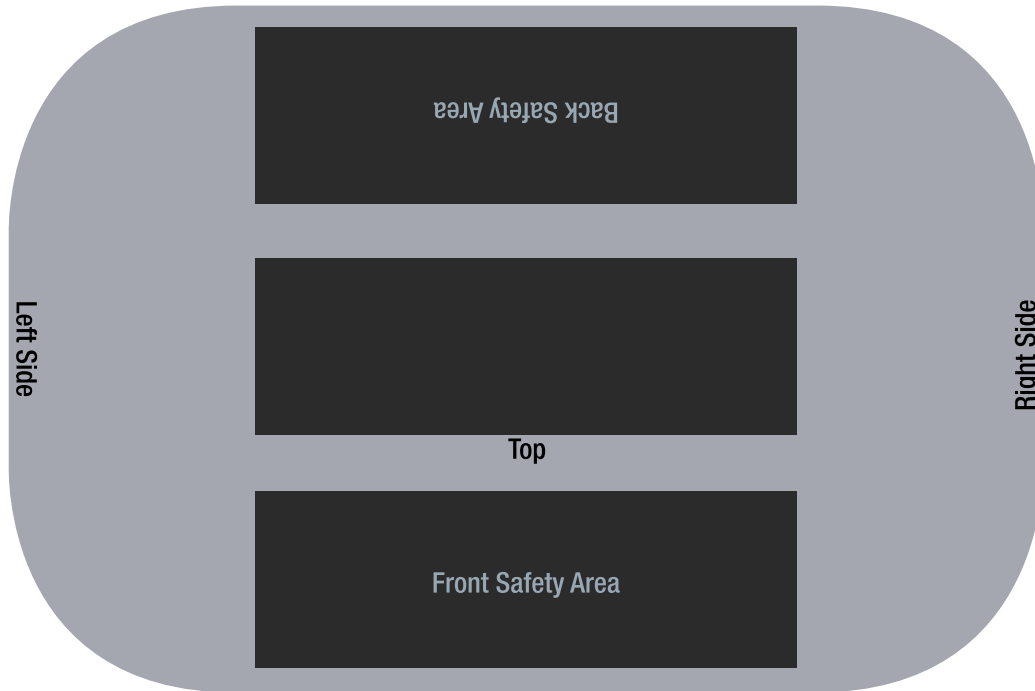 Back Safety Area
Left Side
Right Side
Top
Front Safety Area